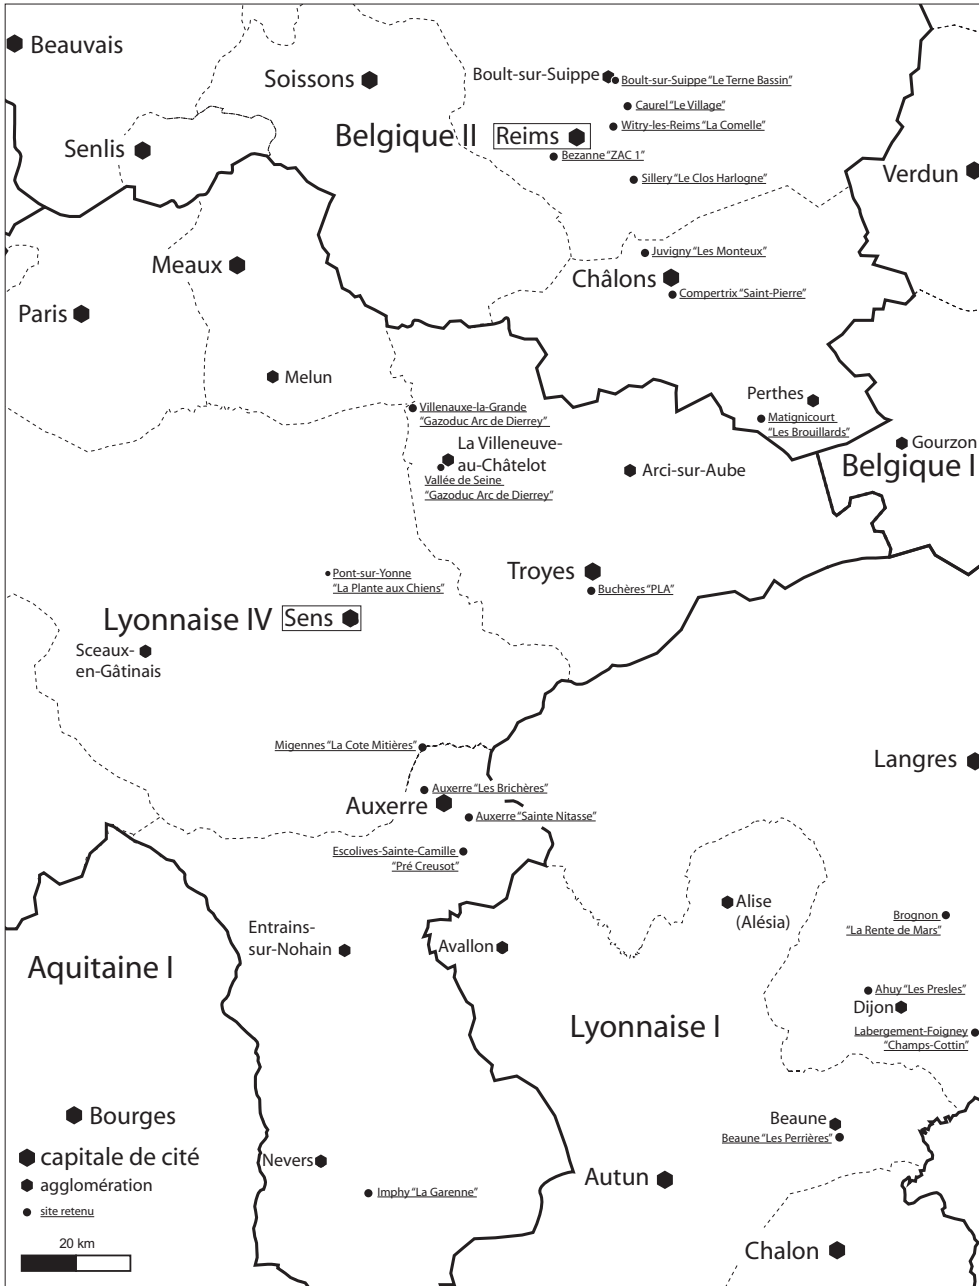 Beauvais
Soissons
Boult-sur-Suippe
Boult-sur-Suippe "Le Terne Bassin"
Caurel "Le Village"
Senlis
Belgique II
Reims
Witry-les-Reims "La Comelle"
Bezanne "ZAC 1"
Verdun
Sillery "Le Clos Harlogne"
Meaux
Juvigny "Les Monteux"
Châlons
Compertrix "Saint-Pierre"
Paris
Melun
Perthes
Villenauxe-la-Grande
"Gazoduc Arc de Dierrey"
Matignicourt
"Les Brouillards"
La Villeneuve-
au-Châtelot
Gourzon
Vallée de Seine
"Gazoduc Arc de Dierrey"
Arci-sur-Aube
Belgique I
Pont-sur-Yonne
"La Plante aux Chiens"
Troyes
Buchères "PLA"
Lyonnaise IV
Sens
Sceaux-
en-Gâtinais
Migennes "La Cote Mitières"
Langres
Auxerre "Les Brichères"
Auxerre
Auxerre "Sainte Nitasse"
Escolives-Sainte-Camille
"Pré Creusot"
Alise
(Alésia)
Brognon
"La Rente de Mars"
Entrains-
sur-Nohain
Avallon
Aquitaine I
Ahuy "Les Presles"
Dijon
Lyonnaise I
Labergement-Foigney
"Champs-Cottin"
Bourges
Beaune
Beaune "Les Perrières"
capitale de cité
Nevers
Autun
agglomération
Imphy "La Garenne"
site retenu
20 km
Chalon